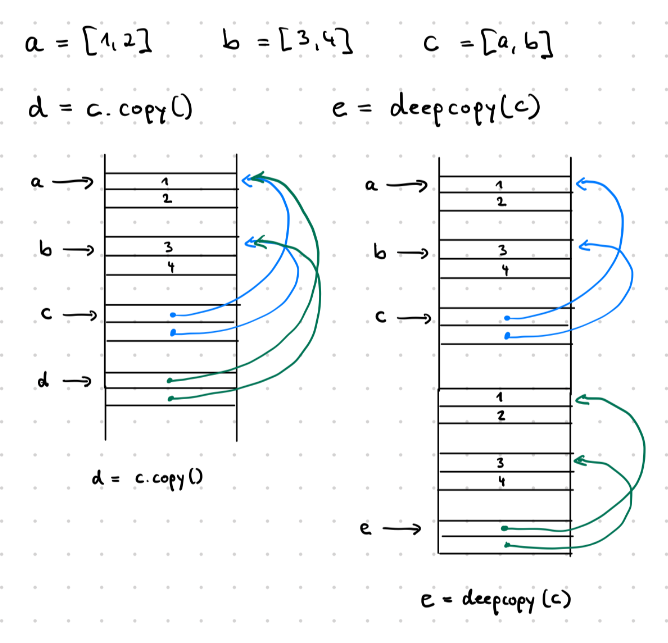 a = [1,2] b = [3,4] c = [a,b]
d = c.copy() e = deepcopy(c)
a 1
2
b 3
4
c
d
d = c.copy()
a 1
2
b 3
4
c
1
2
3
4
e
e = deepcopy(c)